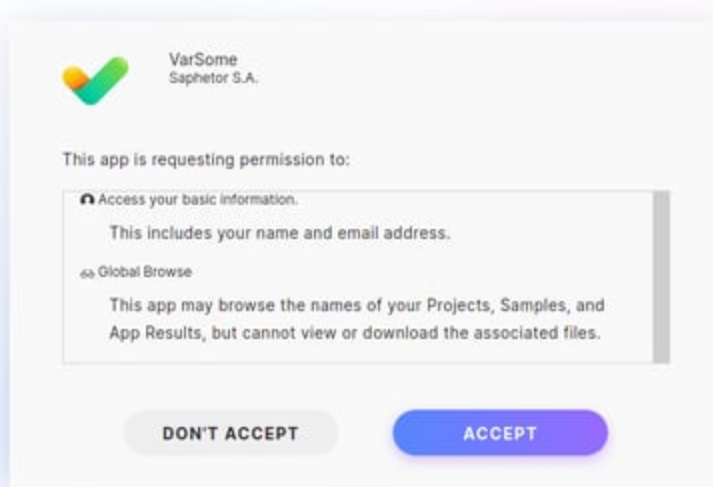 VarSome
Saphetor S.A.
This app is requesting permission to:
Access your basic information.
This includes your name and email address.
Global Browse
This app may browse the names of your Projects, Samples, and
App Results, but cannot view or download the associated files.
DON'T ACCEPT
ACCEPT